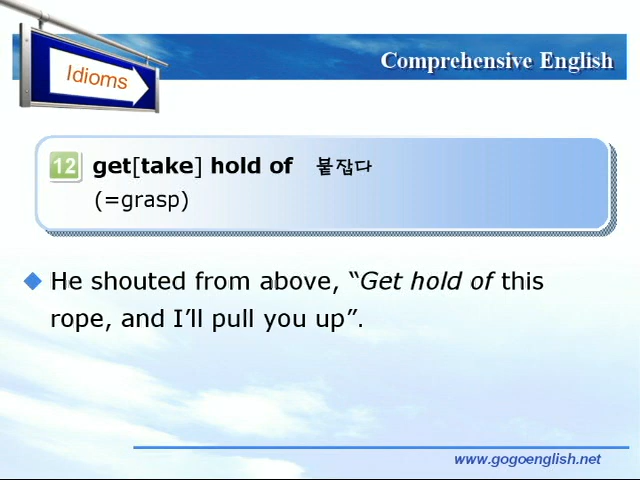 Idioms
Comprehensive English
12 get[take] hold of 붙잡다
(=grasp)
He shouted from above, “Get hold of this
rope, and I’ll pull you up”.
www.gogoenglish.net